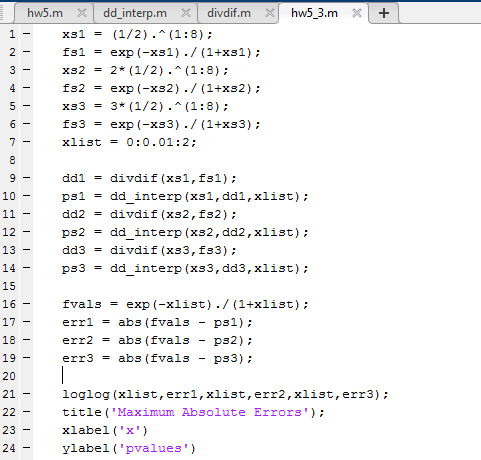 hw5.m × dd_interp.m × divdif.m × hw5_3.m × +
1 − xs1 = (1/2).^(1:8);
2 − fs1 = exp(-xs1)./(1+xs1);
3 − xs2 = 2*(1/2).^(1:8);
4 − fs2 = exp(-xs2)./(1+xs2);
5 − xs3 = 3*(1/2).^(1:8);
6 − fs3 = exp(-xs3)./(1+xs3);
7 − xlist = 0:0.01:2;
8
9 − dd1 = divdif(xs1,fs1);
10 − ps1 = dd_interp(xs1,dd1,xlist);
11 − dd2 = divdif(xs2,fs2);
12 − ps2 = dd_interp(xs2,dd2,xlist);
13 − dd3 = divdif(xs3,fs3);
14 − ps3 = dd_interp(xs3,dd3,xlist);
15
16 − fvals = exp(-xlist)./(1+xlist);
17 − err1 = abs(fvals - ps1);
18 − err2 = abs(fvals - ps2);
19 − err3 = abs(fvals - ps3);
20
21 − loglog(xlist,err1,xlist,err2,xlist,err3);
22 − title('Maximum Absolute Errors');
23 − xlabel('x')
24 − ylabel('pvalues')